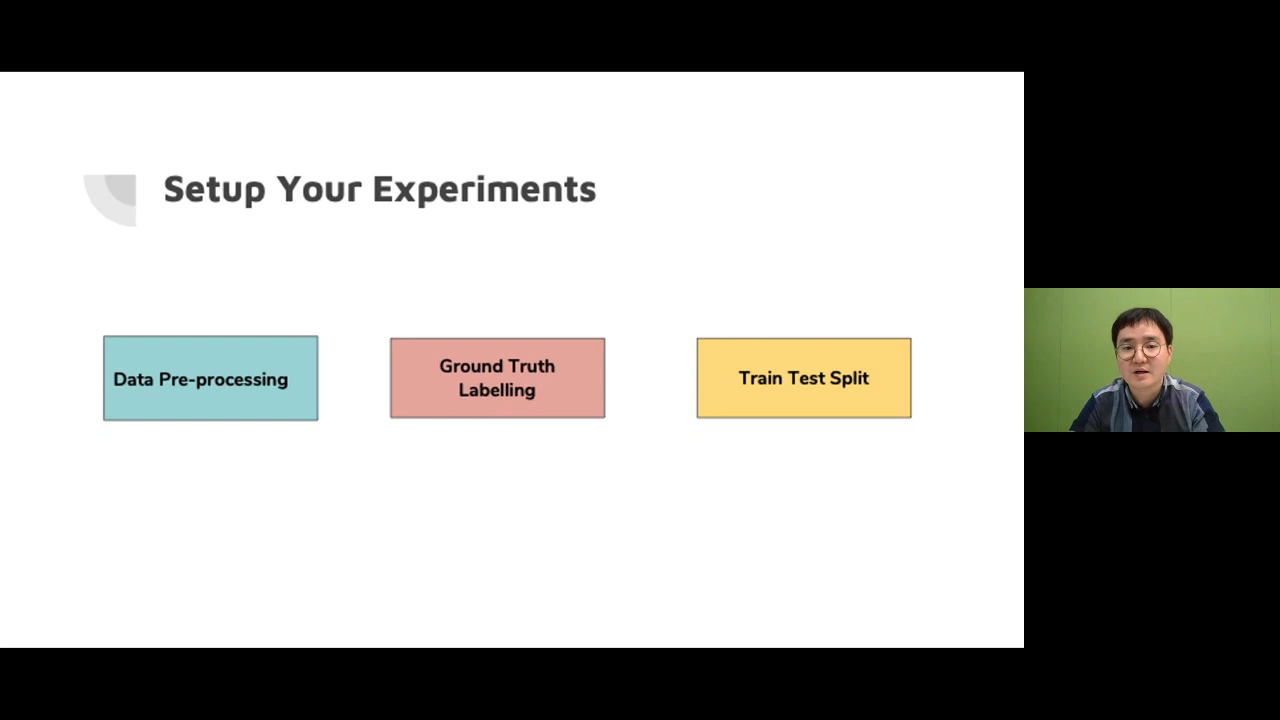 Setup Your Experiments
Data Pre-processing
Ground Truth
Labelling
Train Test Split